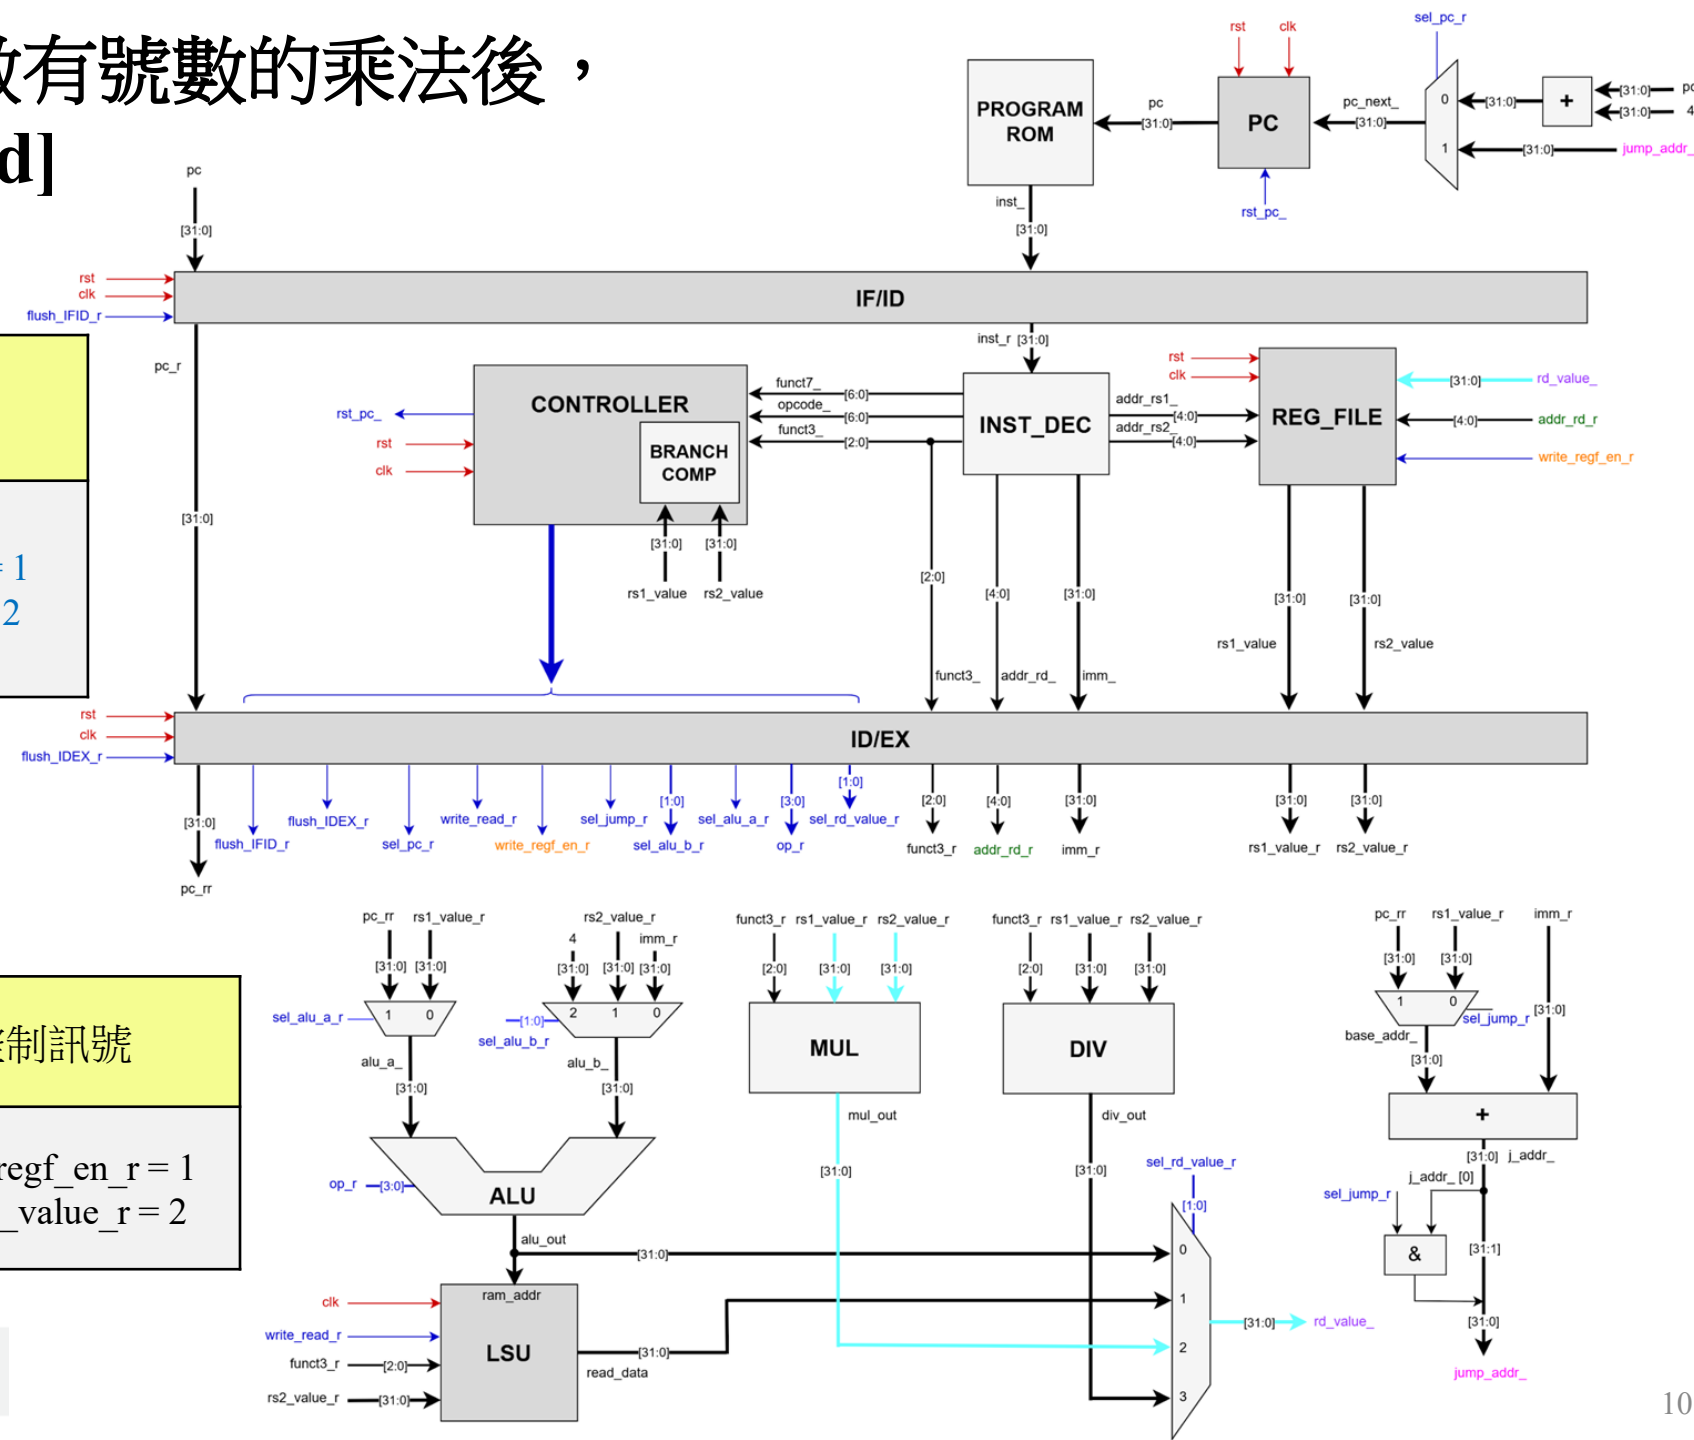 有號數的乘法後，
d]
= 1
2
制訊號
regf_en_r = 1
_value_r = 2
rst
clk
sel_pc_r
PROGRAM
ROM
pc
[31:0]
PC
pc_next_
[31:0]
0
1
[31:0]
+
[31:0]
[31:0]
4
[31:0]
jump_addr_
rst_pc_
inst_
[31:0]
pc
[31:0]
rst
clk
flush_IFID_r
IF/ID
pc_r
[31:0]
inst_r [31:0]
CONTROLLER
BRANCH
COMP
rst_pc_
rst
clk
funct7_
[6:0]
opcode_
[6:0]
funct3_
[2:0]
INST_DEC
addr_rs1_
[4:0]
addr_rs2_
[4:0]
rst
clk
REG_FILE
[31:0]
rd_value_
[4:0]
addr_rd_r
write_regf_en_r
[31:0] [31:0]
rs1_value rs2_value
[2:0]
[4:0]
[31:0]
[31:0]
[31:0]
rs1_value
rs2_value
funct3_ addr_rd_ imm_
rst
clk
flush_IDEX_r
ID/EX
[31:0]
pc_rr
flush_IFID_r
flush_IDEX_r
sel_pc_r
write_read_r
write_regf_en_r
sel_jump_r
[1:0]
sel_alu_b_r
sel_alu_a_r
[3:0]
op_r
[1:0]
sel_rd_value_r
[2:0]
funct3_r
[4:0]
addr_rd_r
[31:0]
imm_r
[31:0]
rs1_value_r
[31:0]
rs2_value_r
pc_rr rs1_value_r
[31:0] [31:0]
sel_alu_a_r
1 0
alu_a_
[31:0]
rs2_value_r
4
imm_r
[31:0] [31:0] [31:0]
[1:0]
sel_alu_b_r
2 1 0
alu_b_
[31:0]
op_r
[3:0]
ALU
alu_out
[31:0]
funct3_r rs1_value_r rs2_value_r
[2:0] [31:0] [31:0]
MUL
mul_out
[31:0]
funct3_r rs1_value_r rs2_value_r
[2:0] [31:0] [31:0]
DIV
div_out
[31:0]
sel_rd_value_r
[1:0]
0
1
2
3
[31:0]
rd_value_
clk
write_read_r
funct3_r
[2:0]
rs2_value_r
[31:0]
ram_addr
LSU
[31:0]
read_data
pc_rr rs1_value_r imm_r
[31:0] [31:0]
[31:0]
1 0
sel_jump_r
base_addr_
[31:0]
+
[31:0] j_addr_
j_addr_ [0]
sel_jump_r
&
[31:1]
[31:0]
jump_addr_
10